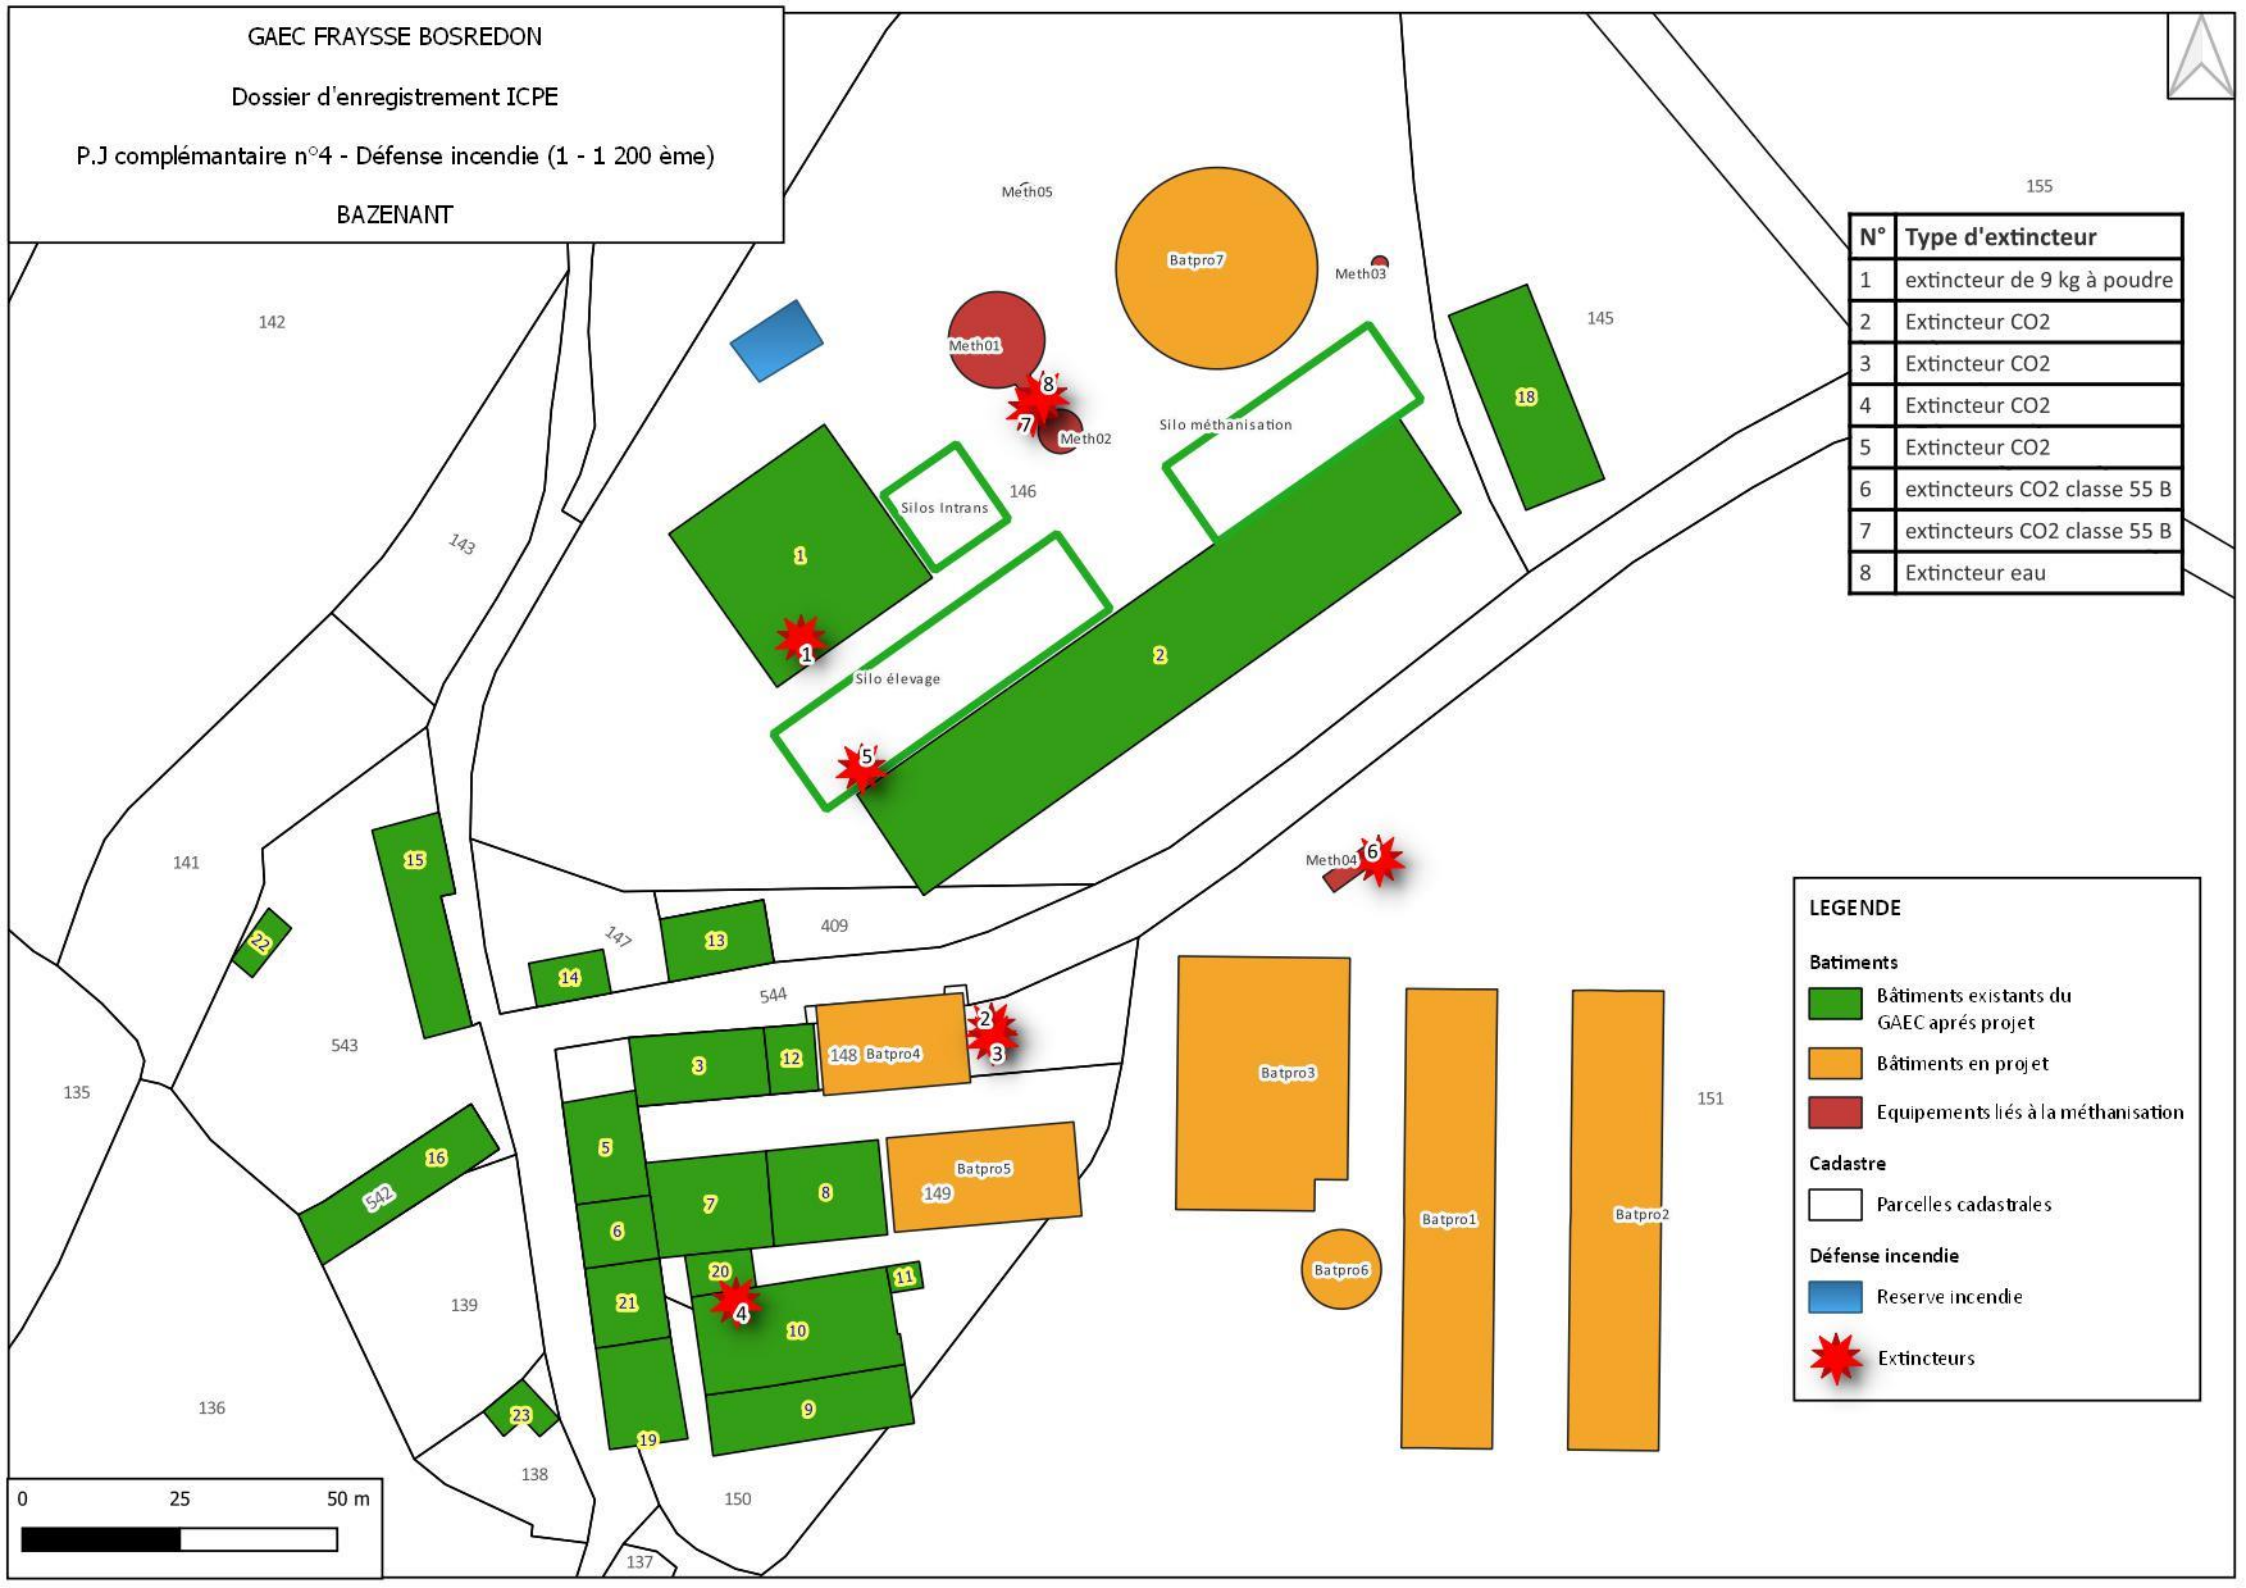 GAEC FRAYSSE BOSREDON
Dossier d'enregistrement ICPE
P.J complémantaire n°4 - Défense incendie (1 - 1 200 ème)
BAZENANT
N° Type d'extincteur
1 extincteur de 9 kg à poudre
2 Extincteur CO2
3 Extincteur CO2
4 Extincteur CO2
5 Extincteur CO2
6 extincteurs CO2 classe 55 B
7 extincteurs CO2 classe 55 B
8 Extincteur eau
155
Meth05
Batpro7
Meth03
142
145
Meth01
8
7
Meth02
18
Silo méthanisation
146
Silos Intrans
143
1
1
2
Silo élevage
5
141
15
Meth04
6
22
147
13
409
14
544
543
2
3
3
12
148
Batpro4
Batpro3
135
151
5
16
542
7
8
Batpro5
149
6
Batpro1
Batpro2
20
11
Batpro6
21
4
10
139
136
23
9
19
138
150
137
LEGENDE
Batiments
Bâtiments existants du
GAEC aprés projet
Bâtiments en projet
Equipements liés à la méthanisation
Cadastre
Parcelles cadastrales
Défense incendie
Reserve incendie
Extincteurs
0 25 50 m